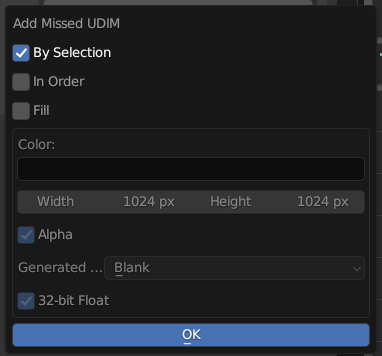 Add Missed UDIM
By Selection
In Order
Fill
Color:
Width 1024 px Height 1024 px
Alpha
Generated ... Blank
32-bit Float
OK